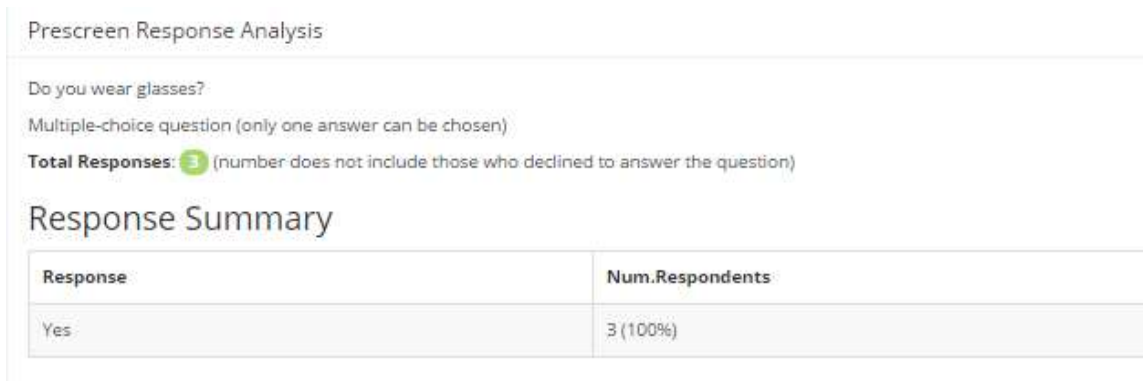 Prescreen Response Analysis
Do you wear glasses?
Multiple-choice question (only one answer can be chosen)
Total Responses: 3 (number does not include those who declined to answer the question)
Response Summary
Response Num.Respondents
Yes 3 (100%)